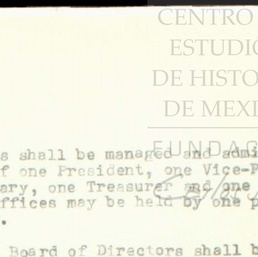 CENTRO
ESTUDIO
DE HISTO
DE MEXI
FUNDAC
s shall be managed and admi
f one President, one Vice-P
ary, one Treasurer and one
ffices may be held by one p
.
Board of Directors shall b